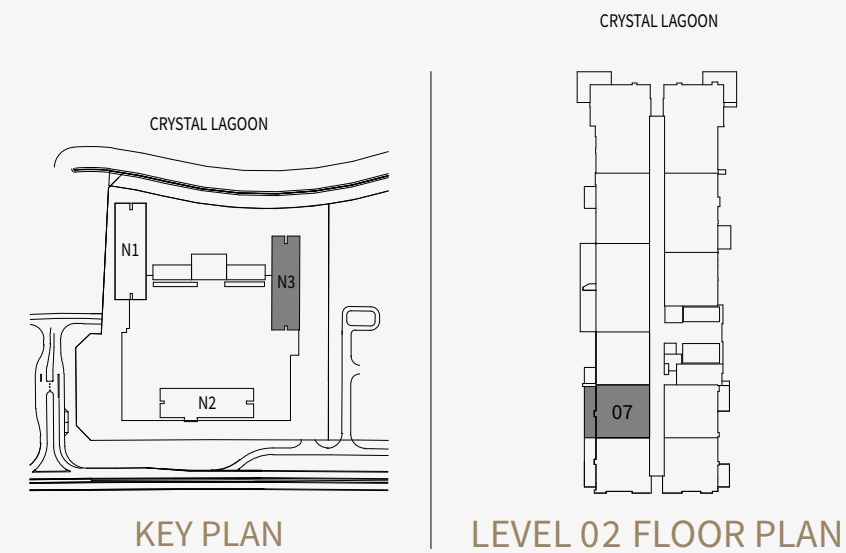 CRYSTAL LAGOON
N1
N3
N2
KEY PLAN
CRYSTAL LAGOON
07
LEVEL 02 FLOOR PLAN